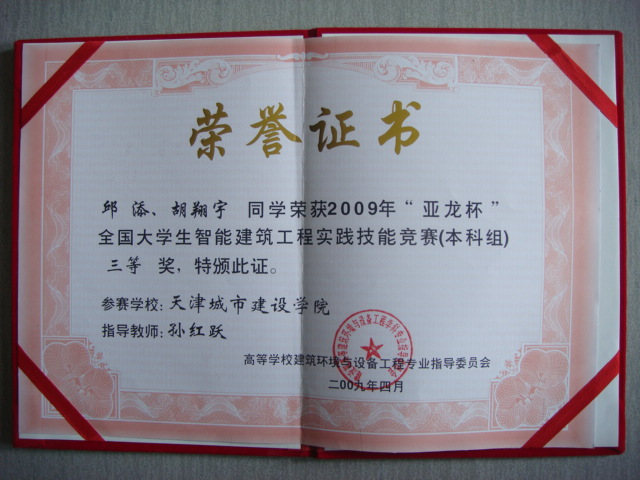 荣誉证书
邱添、胡翔宇 同学荣获2009年“亚龙杯”
全国大学生智能建筑工程实践技能竞赛(本科组)
三等 奖,特颁此证。
参赛学校:天津城市建设学院
指导教师:孙红跃
高等学校建筑环境与设备工程专业指导委员会
二00九年四月